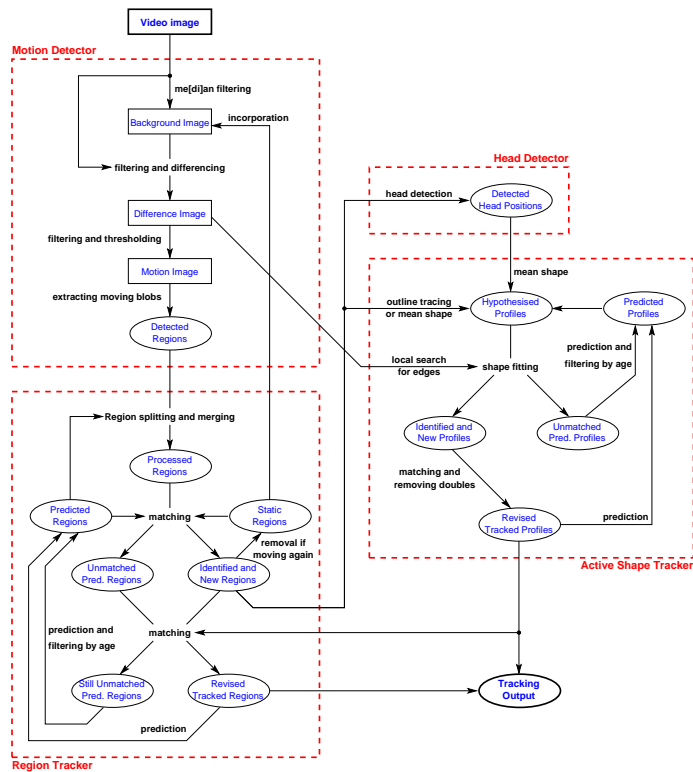 Video image
Motion Detector
me[di]an filtering
Background Image
incorporation
filtering and differencing
Head Detector
head detection
Detected
Head Positions
Difference Image
filtering and thresholding
mean shape
Motion Image
extracting moving blobs
outline tracing
or mean shape
Hypothesised
Profiles
Predicted
Profiles
Detected
Regions
local search
for edges
shape fitting
prediction and
filtering by age
Region splitting and merging
Identified and
New Profiles
Unmatched
Pred. Profiles
Processed
Regions
matching and
removing doubles
Predicted
Regions
matching
Static
Regions
Revised
Tracked Profiles
prediction
removal if
moving again
Active Shape Tracker
Unmatched
Pred. Regions
Identified and
New Regions
matching
prediction and
filtering by age
Still Unmatched
Pred. Regions
Revised
Tracked Regions
Tracking
Output
prediction
Region Tracker